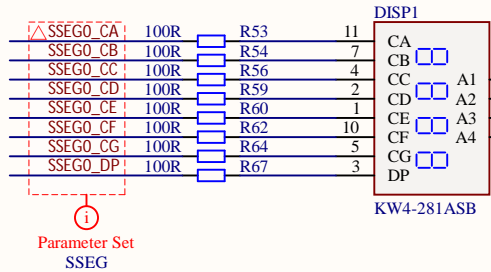 DISP1
SSEG0_CA 100R R53 11 CA
SSEG0_CB 100R R54 7 CB
SSEG0_CC 100R R56 4 CC A1
SSEG0_CD 100R R59 2 CD A2
SSEG0_CE 100R R60 1 CE A3
SSEG0_CF 100R R62 10 CF A4
SSEG0_CG 100R R64 5 CG
SSEG0_DP 100R R67 3 DP
KW4-281ASB
i
Parameter Set
SSEG